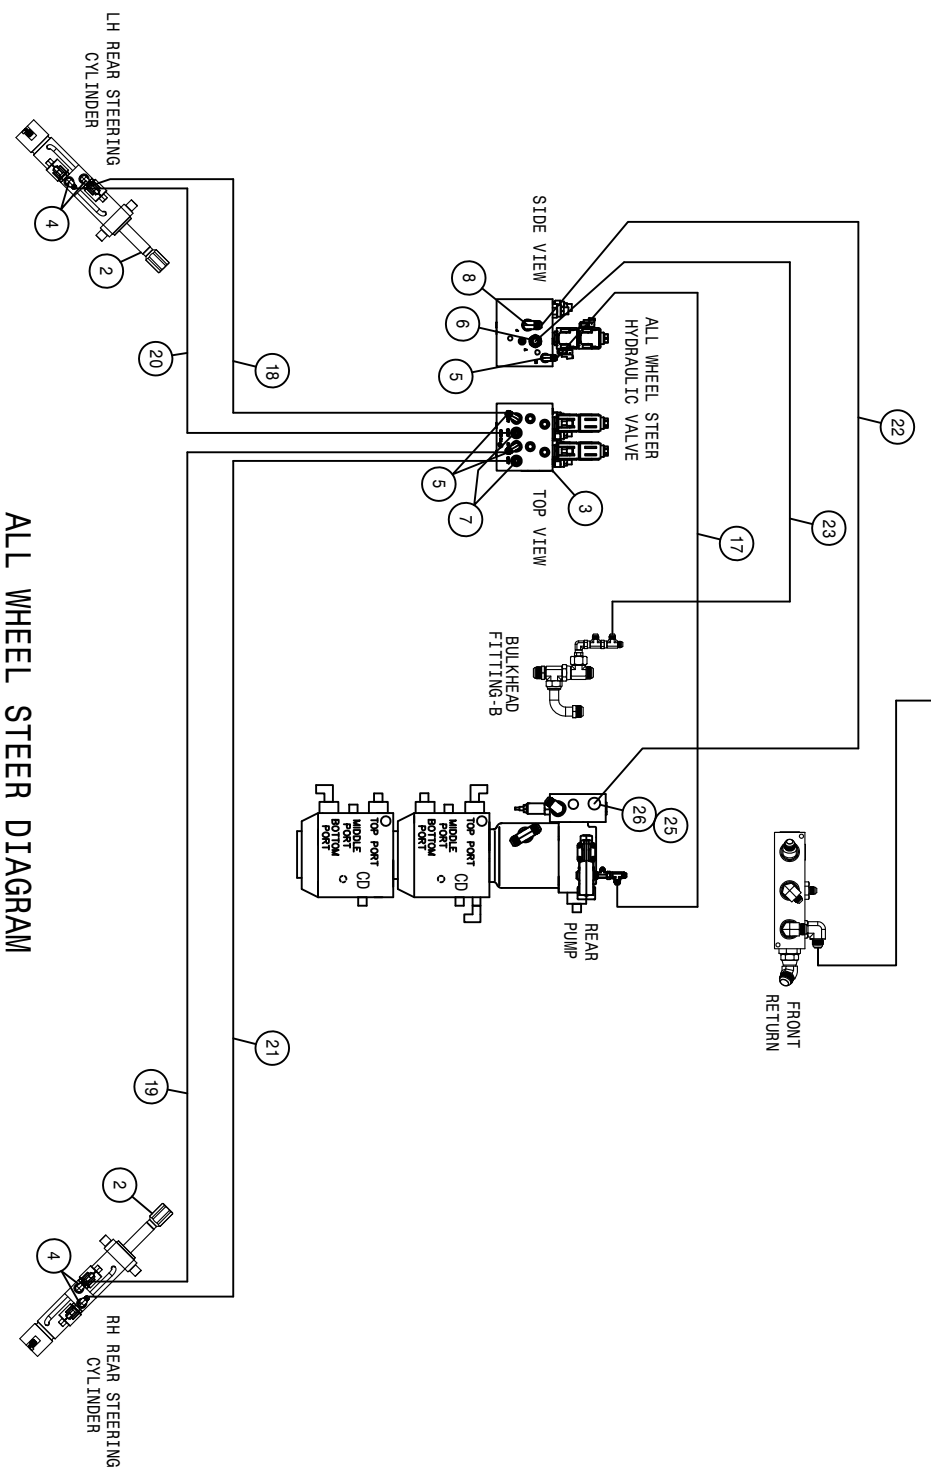 LH REAR STEERING
CYLINDER
4
2
20
18
SIDE VIEW
8
6
5
ALL WHEEL STEER
HYDRAULIC VALVE
22
23
17
5
7
3
TOP VIEW
BULKHEAD
FITTING-B
26
25
TOP PORT
MIDDLE
PORT
BOTTOM
PORT
CD
TOP PORT
MIDDLE
PORT
BOTTOM
PORT
CD
REAR
PUMP
FRONT
RETURN
21
19
2
4
RH REAR STEERING
CYLINDER
ALL WHEEL STEER DIAGRAM